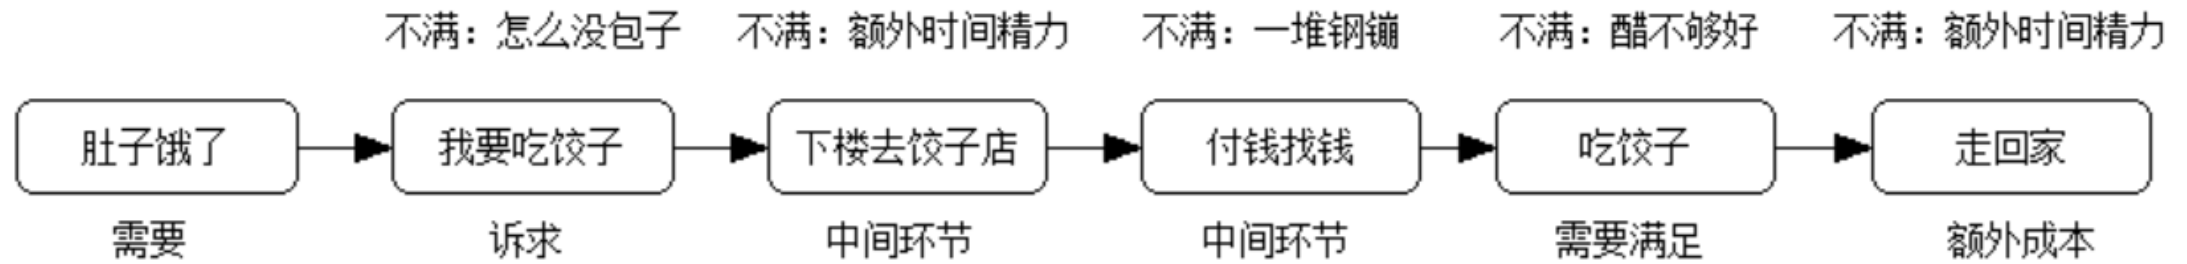 不满：怎么没包子
不满：额外时间精力
不满：一堆钢镚
不满：醋不够好
不满：额外时间精力
肚子饿了
我要吃饺子
下楼去饺子店
付钱找钱
吃饺子
走回家
需要
诉求
中间环节
中间环节
需要满足
额外成本